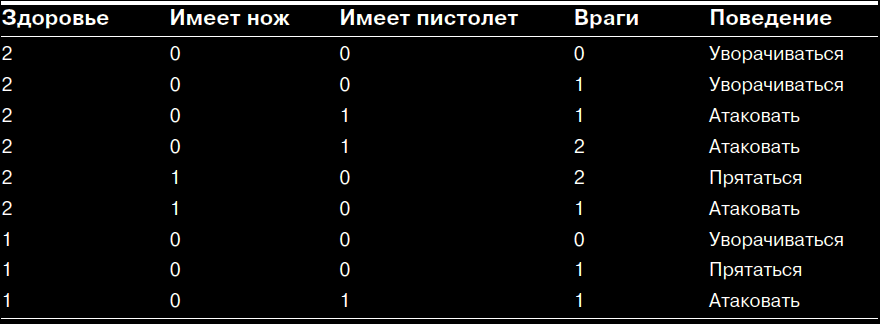 Здоровье Имеет нож Имеет пистолет Враги Поведение
2 0 0 0 Уворачиваться
2 0 0 1 Уворачиваться
2 0 1 1 Атаковать
2 0 1 2 Атаковать
2 1 0 2 Прятаться
2 1 0 1 Атаковать
1 0 0 0 Уворачиваться
1 0 0 1 Прятаться
1 0 1 1 Атаковать